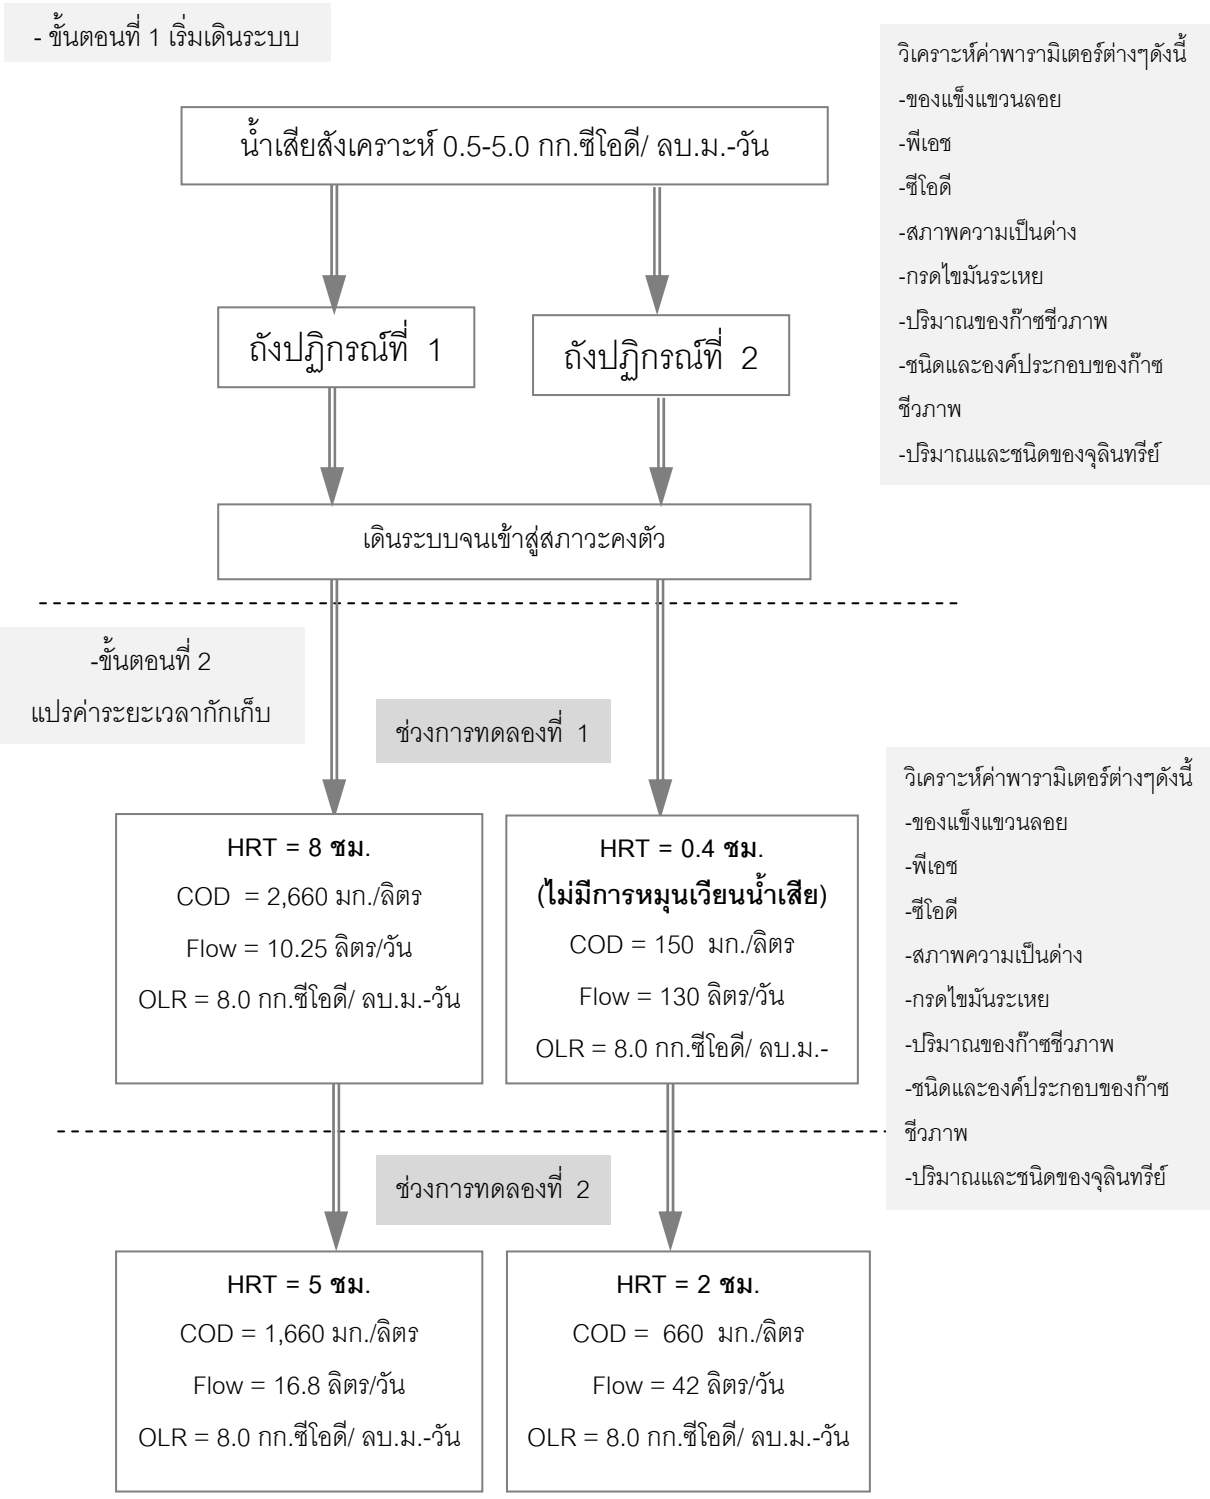 - ขั้นตอนที่ 1 เริ่มเดินระบบ
วิเคราะห์ค่าพารามิเตอร์ต่างๆดังนี้
-ของแข็งแขวนลอย
-พีเอช
-ซีโอดี
-สภาพความเป็นด่าง
-กรดไขมันระเหย
-ปริมาณของก๊าซชีวภาพ
-ชนิดและองค์ประกอบของก๊าซ
ชีวภาพ
-ปริมาณและชนิดของจุลินทรีย์
น้ำเสียสังเคราะห์ 0.5-5.0 กก.ซีโอดี/ ลบ.ม.-วัน
ถังปฏิกรณ์ที่ 1
ถังปฏิกรณ์ที่ 2
เดินระบบจนเข้าสู่สภาวะคงตัว
-ขั้นตอนที่ 2
แปรค่าระยะเวลากักเก็บ
ช่วงการทดลองที่ 1
HRT = 8 ชม.
COD = 2,660 มก./ลิตร
Flow = 10.25 ลิตร/วัน
OLR = 8.0 กก.ซีโอดี/ ลบ.ม.-วัน
HRT = 0.4 ชม.
(ไม่มีการหมุนเวียนน้ำเสีย)
COD = 150 มก./ลิตร
Flow = 130 ลิตร/วัน
OLR = 8.0 กก.ซีโอดี/ ลบ.ม.-
วิเคราะห์ค่าพารามิเตอร์ต่างๆดังนี้
-ของแข็งแขวนลอย
-พีเอช
-ซีโอดี
-สภาพความเป็นด่าง
-กรดไขมันระเหย
-ปริมาณของก๊าซชีวภาพ
-ชนิดและองค์ประกอบของก๊าซ
ชีวภาพ
-ปริมาณและชนิดของจุลินทรีย์
ช่วงการทดลองที่ 2
HRT = 5 ชม.
COD = 1,660 มก./ลิตร
Flow = 16.8 ลิตร/วัน
OLR = 8.0 กก.ซีโอดี/ ลบ.ม.-วัน
HRT = 2 ชม.
COD = 660 มก./ลิตร
Flow = 42 ลิตร/วัน
OLR = 8.0 กก.ซีโอดี/ ลบ.ม.-วัน